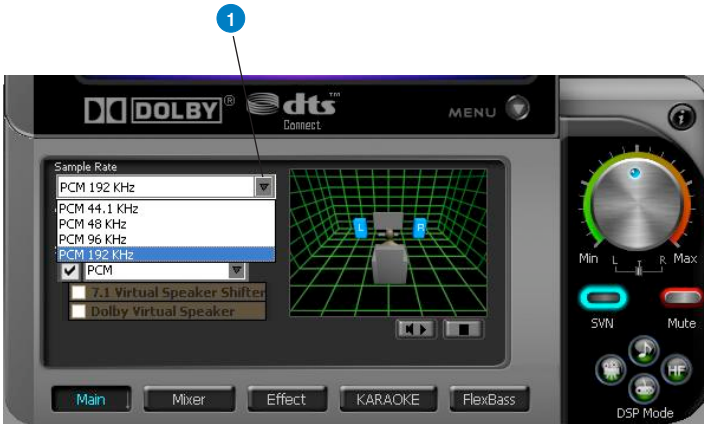 1
DOLBY®
dts™
Connect
MENU
i
Sample Rate
PCM 192 KHz
PCM 44.1 KHz
PCM 48 KHz
PCM 96 KHz
PCM 192 KHz
PCM
7.1 Virtual Speaker Shifter
Dolby Virtual Speaker
L R
Min L R Max
SVN Mute
HF
DSP Mode
Main Mixer Effect KARAOKE FlexBass